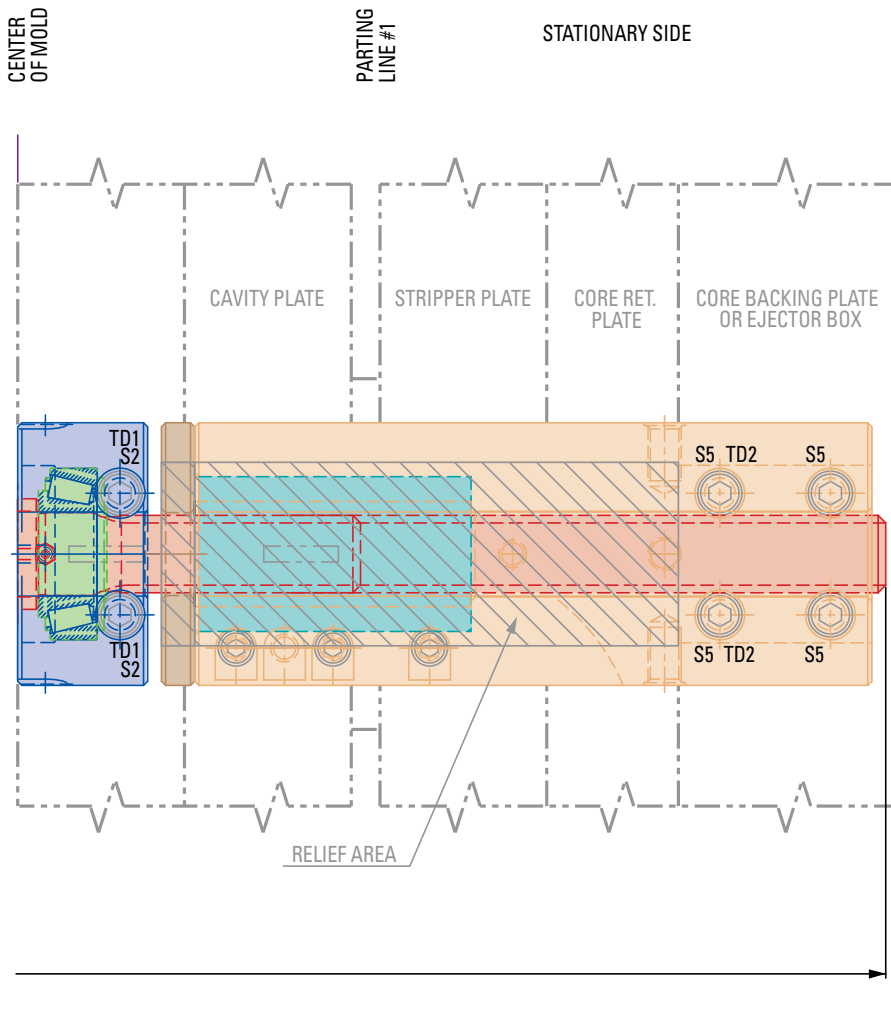 CENTER
OF MOLD
PARTING
LINE #1
STATIONARY SIDE
CAVITY PLATE
STRIPPER PLATE
CORE RET.
PLATE
CORE BACKING PLATE
OR EJECTOR BOX
TD1
S2
S5 TD2
S5
TD1
S2
S5 TD2
S5
RELIEF AREA